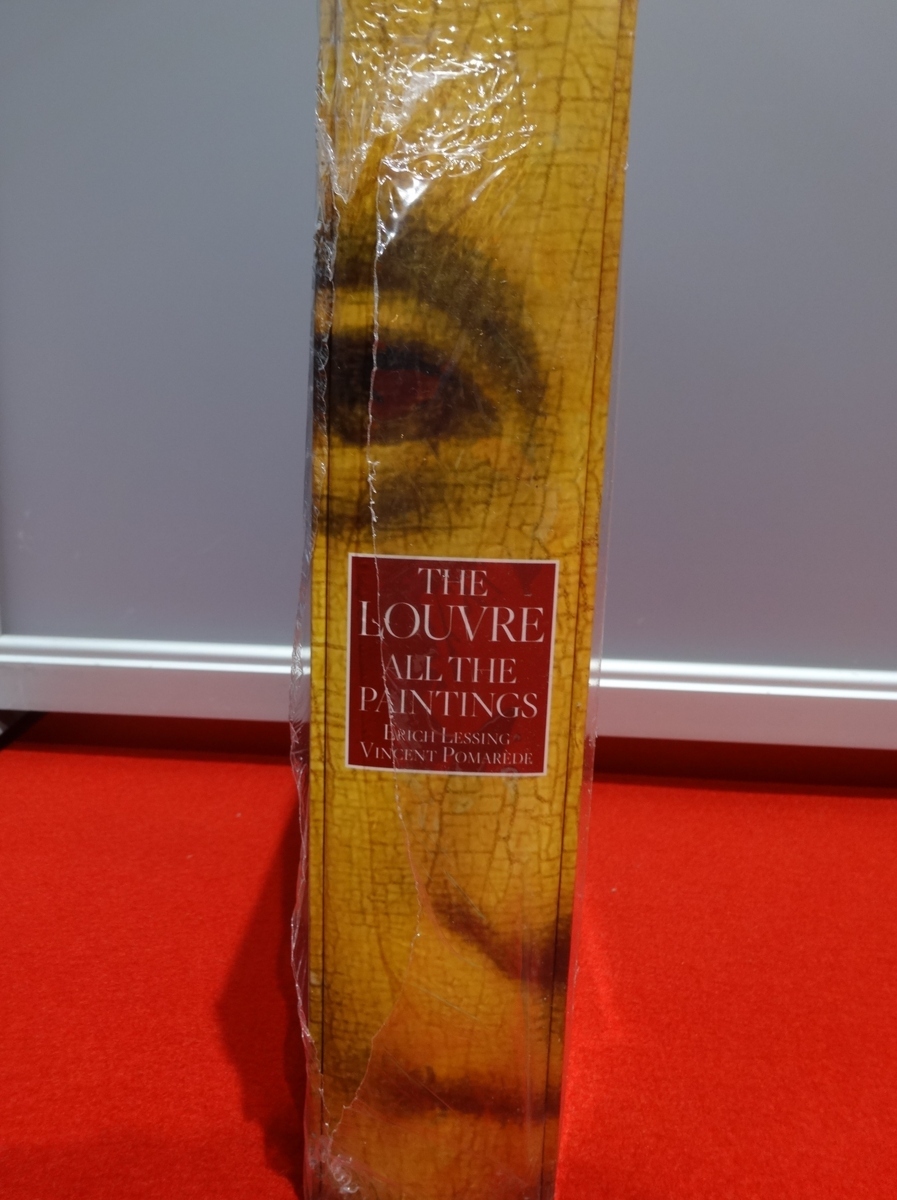 THE
LOUVRE
ALL THE
PAINTINGS
ERICH LESSING
VINCENT POMARÈDE